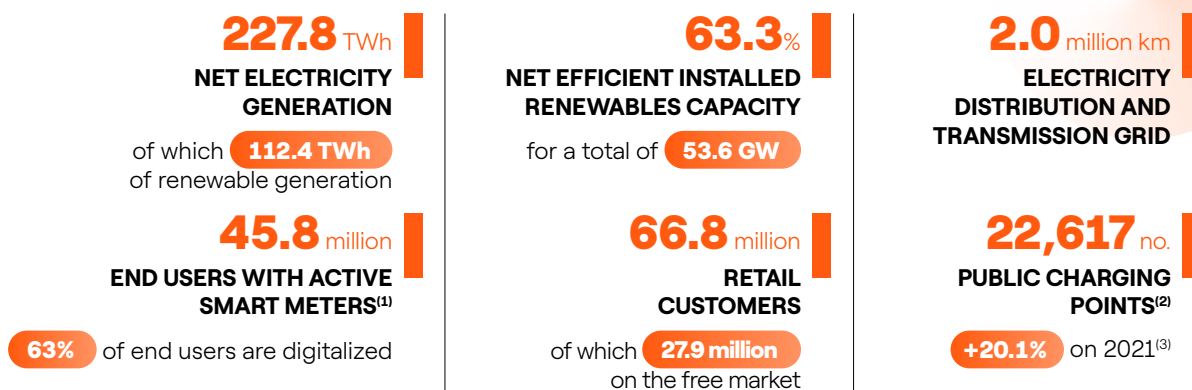 227.8 TWh
NET ELECTRICITY
GENERATION
of which 112.4 TWh
of renewable generation
63.3%
NET EFFICIENT INSTALLED
RENEWABLES CAPACITY
for a total of 53.6 GW
2.0 million km
ELECTRICITY
DISTRIBUTION AND
TRANSMISSION GRID
45.8 million
END USERS WITH ACTIVE
SMART METERS(1)
63% of end users are digitalized
66.8 million
RETAIL
CUSTOMERS
of which 27.9 million
on the free market
22,617 no.
PUBLIC CHARGING
POINTS(2)
+20.1% on 2021(3)